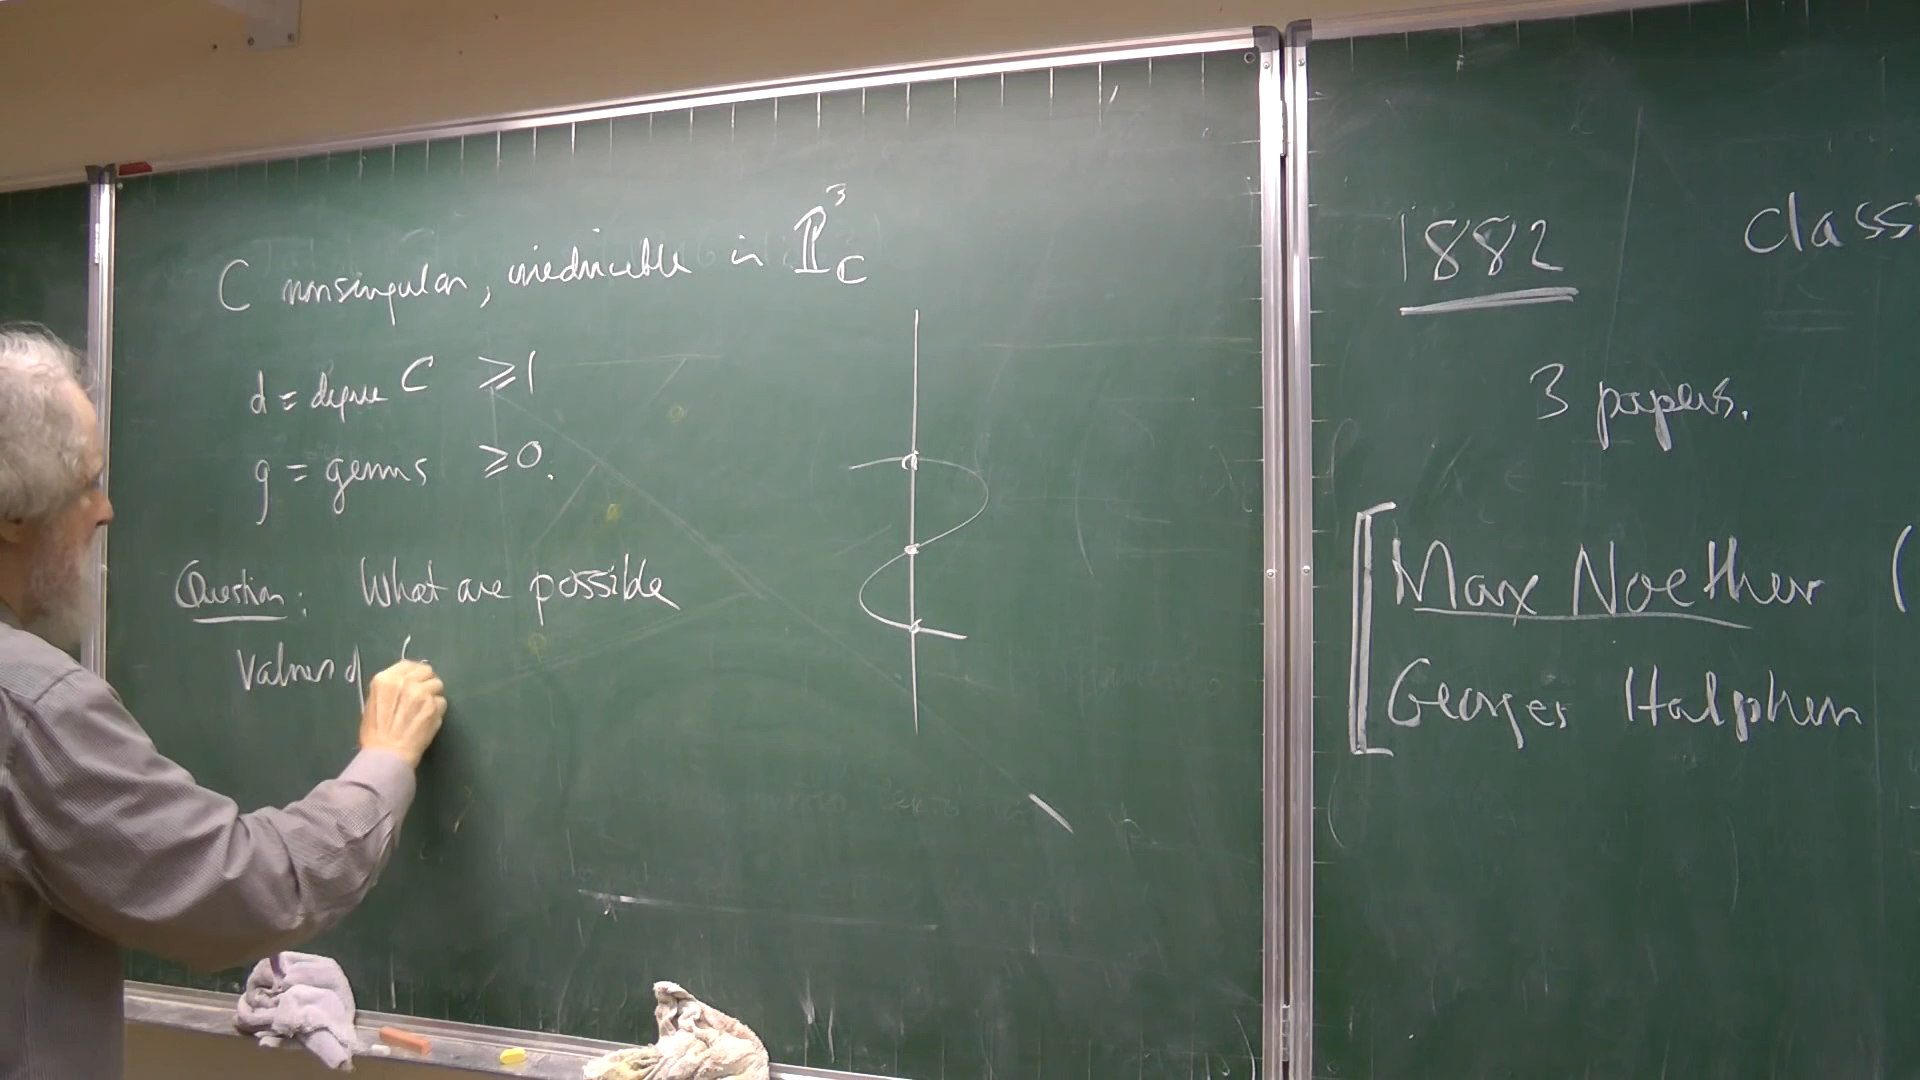 C nonsingular, irreducible in ℙ³_C
d = degree C ⩾ 1
g = genus ⩾ 0.
Question: What are possible
Values of (
1882
class
3 papers.
Max Noether (
Georges Halphen